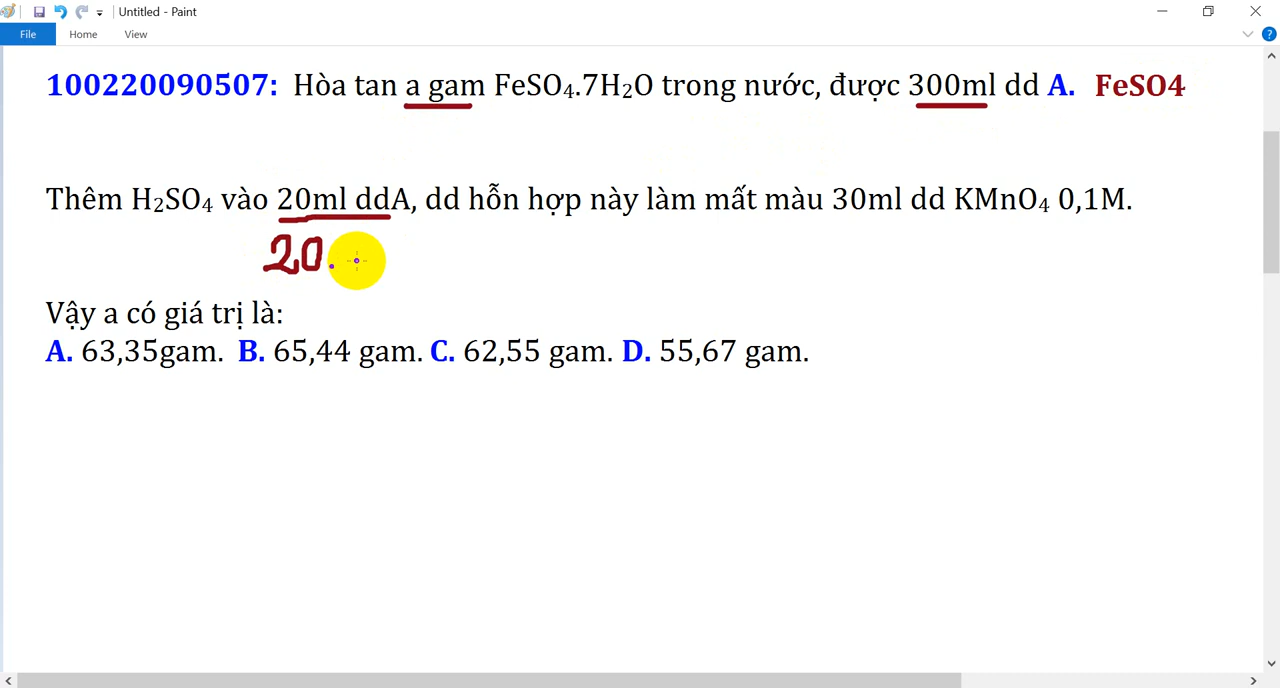 Untitled - Paint
File Home View
100220090507: Hòa tan a gam FeSO₄.7H₂O trong nước, được 300ml dd A. FeSO4
Thêm H₂SO₄ vào 20ml ddA, dd hỗn hợp này làm mất màu 30ml dd KMnO₄ 0,1M.
20.
Vậy a có giá trị là:
A. 63,35gam. B. 65,44 gam. C. 62,55 gam. D. 55,67 gam.